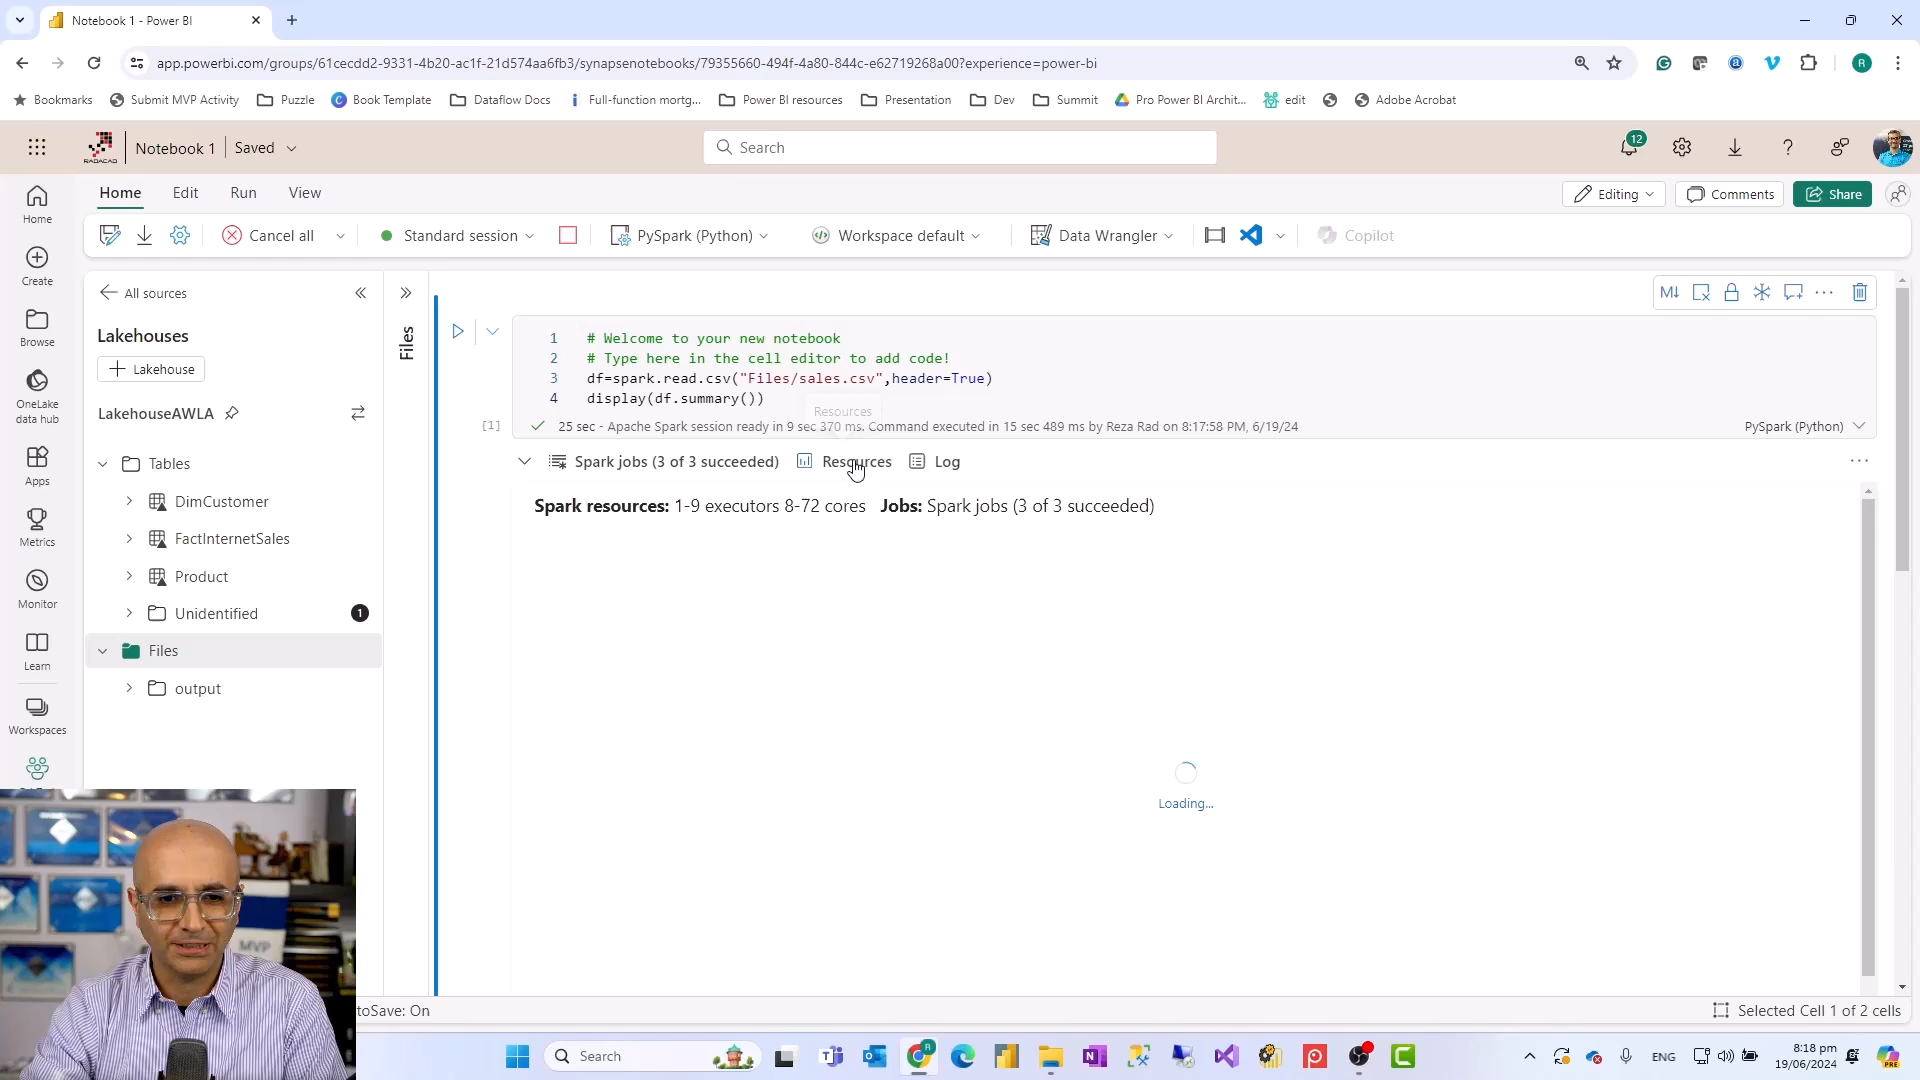 Notebook 1 - Power BI
app.powerbi.com/groups/61cecdd2-9331-4b20-ac1f-21d574aa6fb3/synapsenotebooks/79355660-494f-4a80-844c-e62719268a00?experience=power-bi
R
Bookmarks Submit MVP Activity Puzzle Book Template Dataflow Docs Full-function mortg... Power BI resources Presentation Dev Summit Pro Power BI Archit... edit Adobe Acrobat
RADACAD Notebook 1 Saved Search 12
Home Edit Run View Editing Comments Share
Cancel all Standard session PySpark (Python) Workspace default Data Wrangler Copilot
Home
Create
Browse
OneLake
data hub
Apps
Metrics
Monitor
Learn
Workspaces
All sources
Lakehouses
Lakehouse
LakehouseAWLA
Tables
DimCustomer
FactInternetSales
Product
Unidentified 1
Files
output
Files
M↓
1 # Welcome to your new notebook
2 # Type here in the cell editor to add code!
3 df=spark.read.csv("Files/sales.csv",header=True)
4 display(df.summary())
Resources
[1] 25 sec - Apache Spark session ready in 9 sec 370 ms. Command executed in 15 sec 489 ms by Reza Rad on 8:17:58 PM, 6/19/24 PySpark (Python)
Spark jobs (3 of 3 succeeded) Resources Log
Spark resources: 1-9 executors 8-72 cores Jobs: Spark jobs (3 of 3 succeeded)
Loading...
MVP
toSave: On Selected Cell 1 of 2 cells
Search ENG 8:18 pm
19/06/2024
PRE